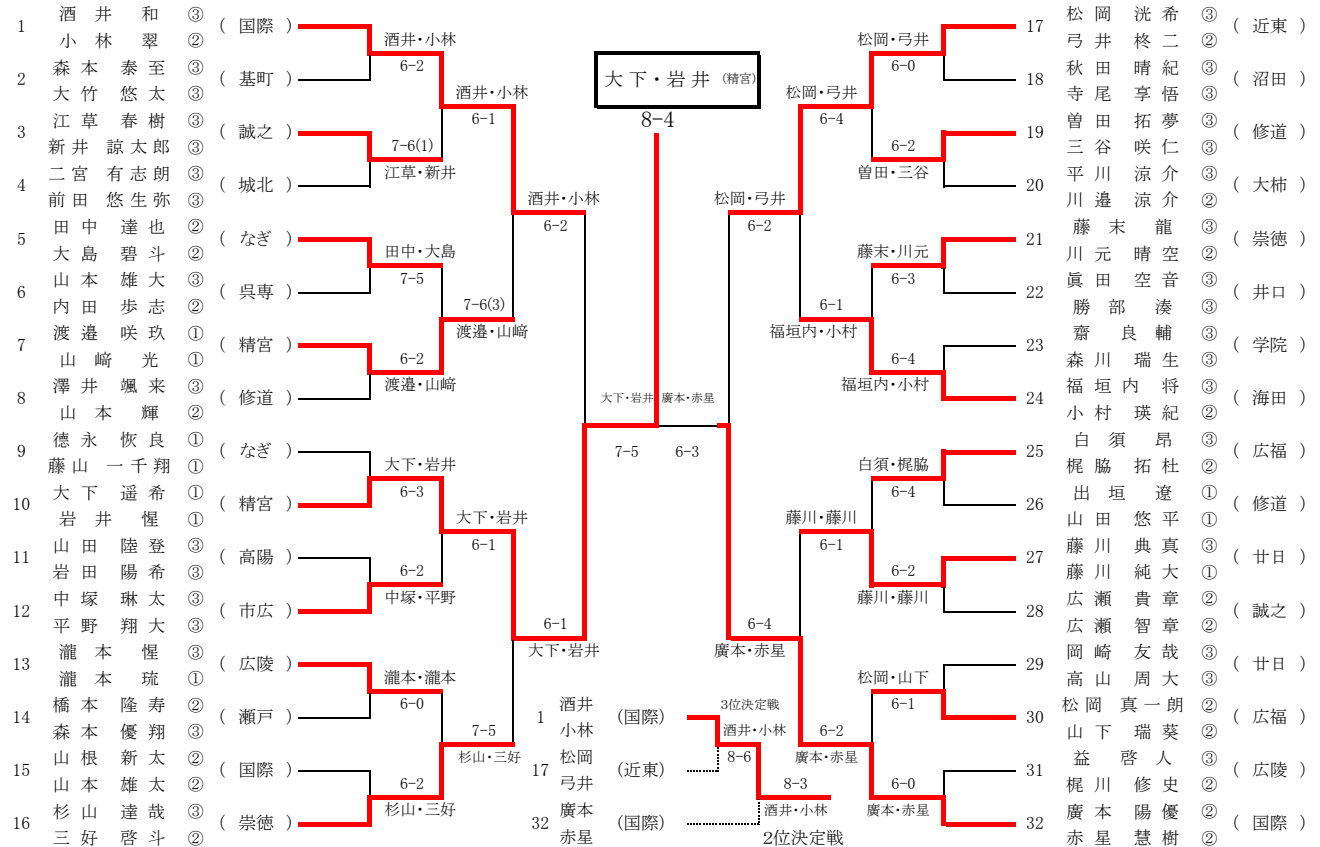 1 酒井 和 ③ 小林 翠 ② ( 国際 )
2 森本 泰至 ③ 大竹 悠太 ③ ( 基町 )
3 江草 春樹 ③ 新井 諒太郎 ③ ( 誠之 )
4 二宮 有志朗 ③ 前田 悠生弥 ③ ( 城北 )
5 田中 達也 ② 大島 碧斗 ② ( なぎ )
6 山本 雄大 ③ 内田 歩志 ② ( 呉専 )
7 渡邉 咲玖 ① 山﨑 光 ① ( 精宮 )
8 澤井 颯来 ③ 山本 輝 ② ( 修道 )
9 徳永 恢良 ① 藤山 一千翔 ① ( なぎ )
10 大下 遥希 ① 岩井 惺 ① ( 精宮 )
11 山田 陸登 ③ 岩田 陽希 ③ ( 高陽 )
12 中塚 琳太 ③ 平野 翔大 ③ ( 市広 )
13 瀧本 惺 ③ 瀧本 琉 ① ( 広陵 )
14 橋本 隆寿 ② 森本 優翔 ③ ( 瀬戸 )
15 山根 新太 ② 山本 雄太 ② ( 国際 )
16 杉山 達哉 ③ 三好 啓斗 ② ( 崇徳 )
酒井・小林
6-2
7-6(1)
江草・新井
田中・大島
7-5
6-2
渡邉・山﨑
大下・岩井
6-3
6-2
中塚・平野
瀧本・瀧本
6-0
6-2
杉山・三好
酒井・小林
6-1
7-6(3)
渡邉・山﨑
大下・岩井
6-1
7-5
杉山・三好
酒井・小林
6-2
6-1
大下・岩井
大下・岩井 (精宮)
8-4
大下・岩井
7-5
廣本・赤星
6-3
松岡・弓井
6-2
6-4
廣本・赤星
松岡・弓井
6-4
6-1
福垣内・小村
藤川・藤川
6-1
6-2
廣本・赤星
松岡・弓井
6-0
6-2
曽田・三谷
藤末・川元
6-3
6-4
福垣内・小村
白須・梶脇
6-4
6-2
藤川・藤川
松岡・山下
6-1
6-0
廣本・赤星
17 松岡 洸希 ③ 弓井 柊二 ② ( 近東 )
18 秋田 晴紀 ③ 寺尾 享悟 ③ ( 沼田 )
19 曽田 拓夢 ③ 三谷 咲仁 ③ ( 修道 )
20 平川 涼介 ③ 川邉 涼介 ② ( 大柿 )
21 藤末 龍 ③ 川元 晴空 ② ( 崇徳 )
22 眞田 空音 ③ 勝部 湊 ③ ( 井口 )
23 齋 良輔 ③ 森川 瑞生 ③ ( 学院 )
24 福垣内 将 ③ 小村 瑛紀 ② ( 海田 )
25 白須 昂 ③ 梶脇 拓杜 ② ( 広福 )
26 出垣 遼 ① 山田 悠平 ① ( 修道 )
27 藤川 典真 ③ 藤川 純大 ① ( 廿日 )
28 広瀬 貴章 ② 広瀬 智章 ② ( 誠之 )
29 岡崎 友哉 ③ 高山 周大 ③ ( 廿日 )
30 松岡 真一朗 ② 山下 瑞葵 ② ( 広福 )
31 益 啓人 ③ 梶川 修史 ② ( 広陵 )
32 廣本 陽優 ② 赤星 慧樹 ② ( 国際 )
1 酒井 小林 (国際)
17 松岡 弓井 (近東)
32 廣本 赤星 (国際)
3位決定戦
酒井・小林
8-6
8-3
酒井・小林
2位決定戦